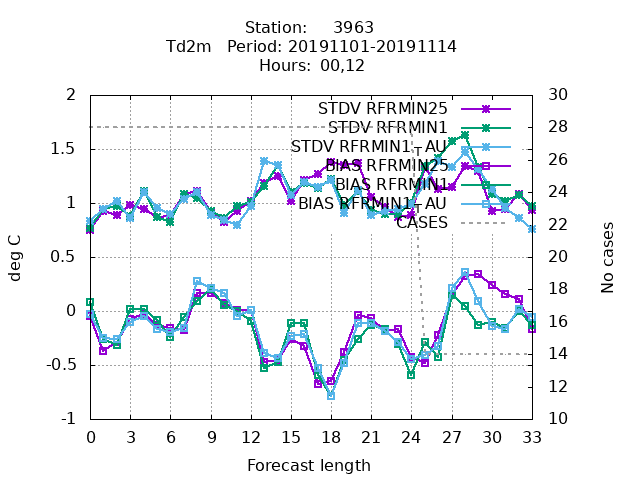 Station: 3963
Td2m Period: 20191101-20191114
Hours: 00,12
deg C
No cases
2
1.5
1
0.5
0
-0.5
-1
30
28
26
24
22
20
18
16
14
12
10
STDV RFRMIN25
STDV RFRMIN1
STDV RFRMIN1_AU
BIAS RFRMIN25
BIAS RFRMIN1
BIAS RFRMIN1_AU
CASES
0 3 6 9 12 15 18 21 24 27 30 33
Forecast length